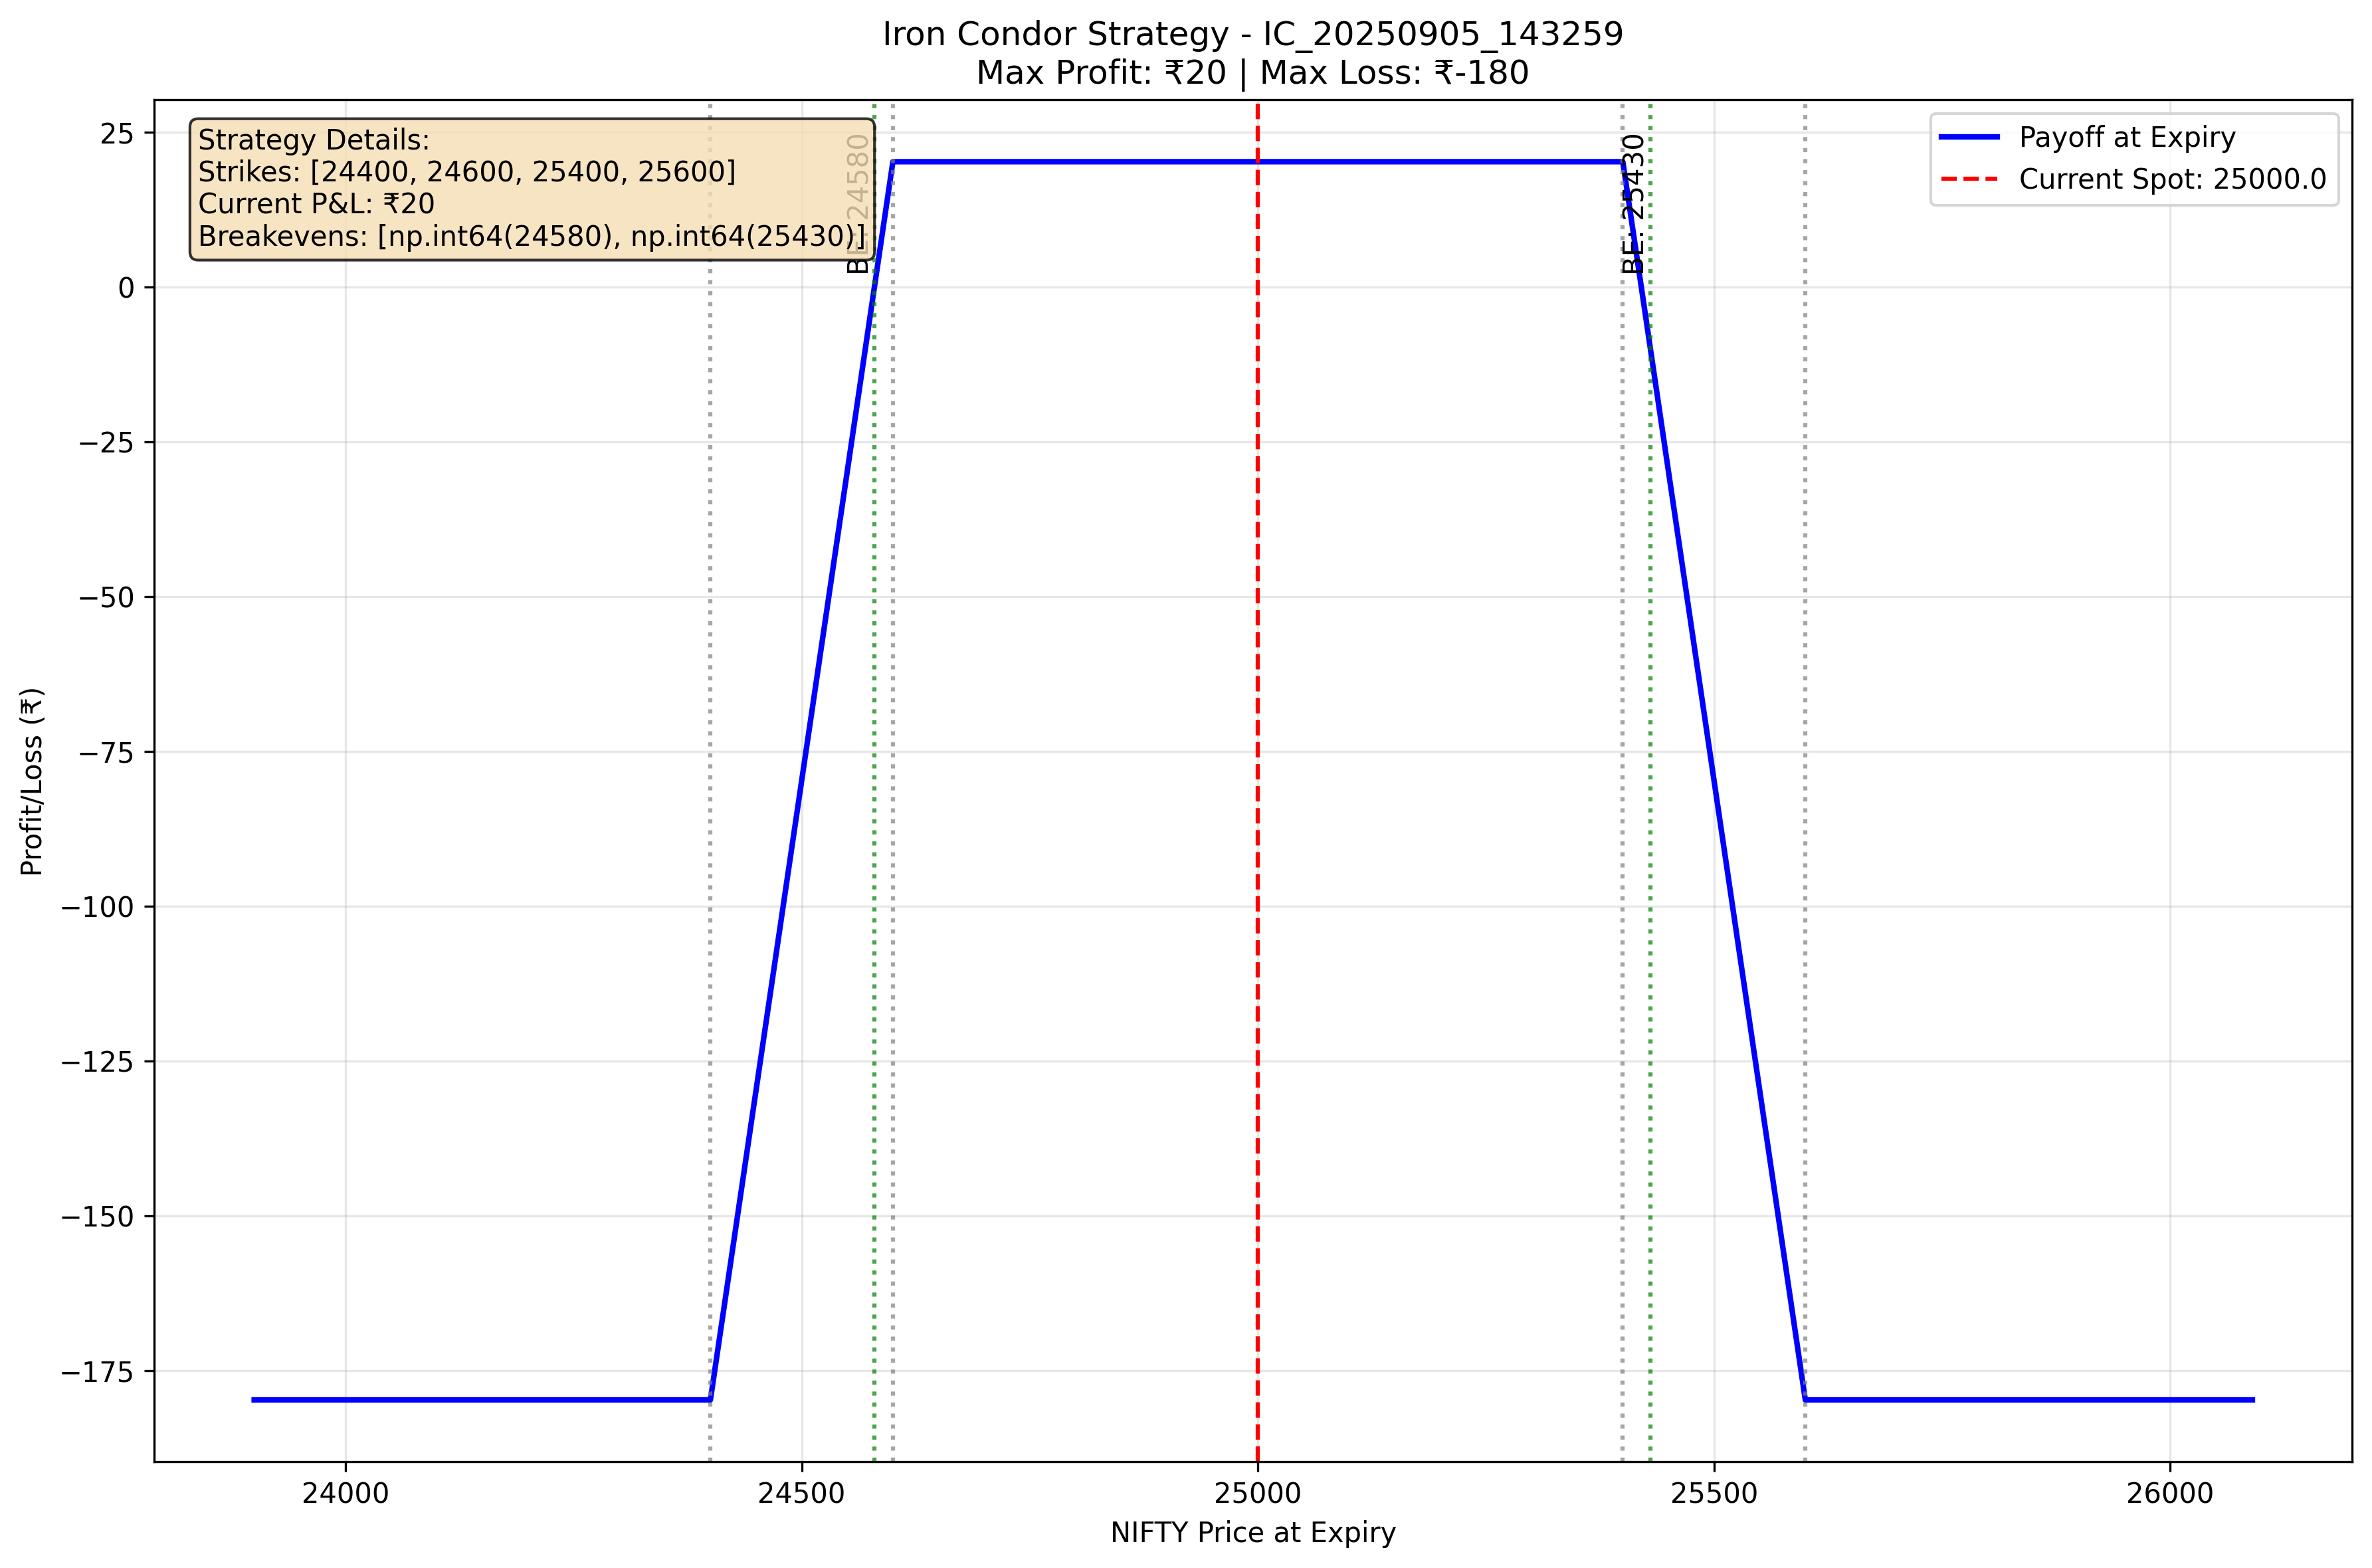 Iron Condor Strategy - IC_20250905_143259
Max Profit: ₹20 | Max Loss: ₹-180
Strategy Details:
Strikes: [24400, 24600, 25400, 25600]
Current P&L: ₹20
Breakevens: [np.int64(24580), np.int64(25430)]
BE: 24580
BE: 25430
Payoff at Expiry
Current Spot: 25000.0
Profit/Loss (₹)
25
0
−25
−50
−75
−100
−125
−150
−175
24000
24500
25000
25500
26000
NIFTY Price at Expiry